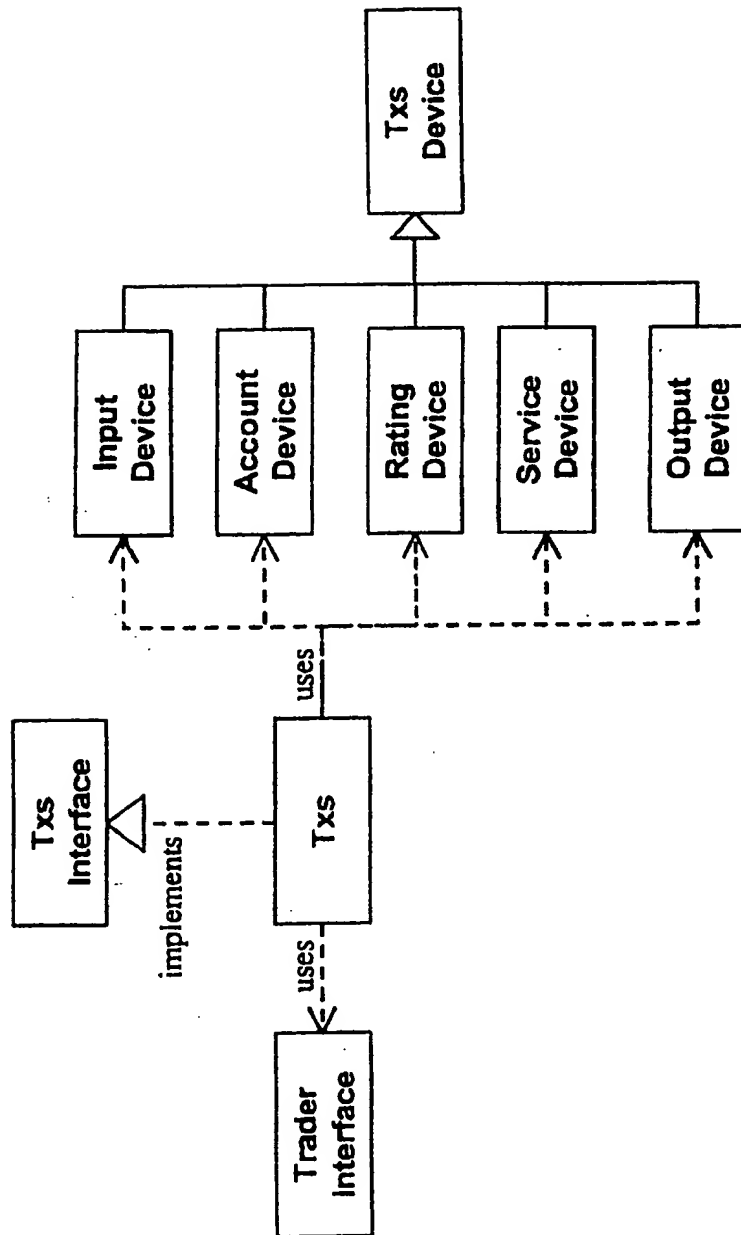 Txs
Device
Input
Device
Account
Device
Rating
Device
Service
Device
Output
Device
uses
Txs
Interface
implements
Txs
uses
Trader
Interface